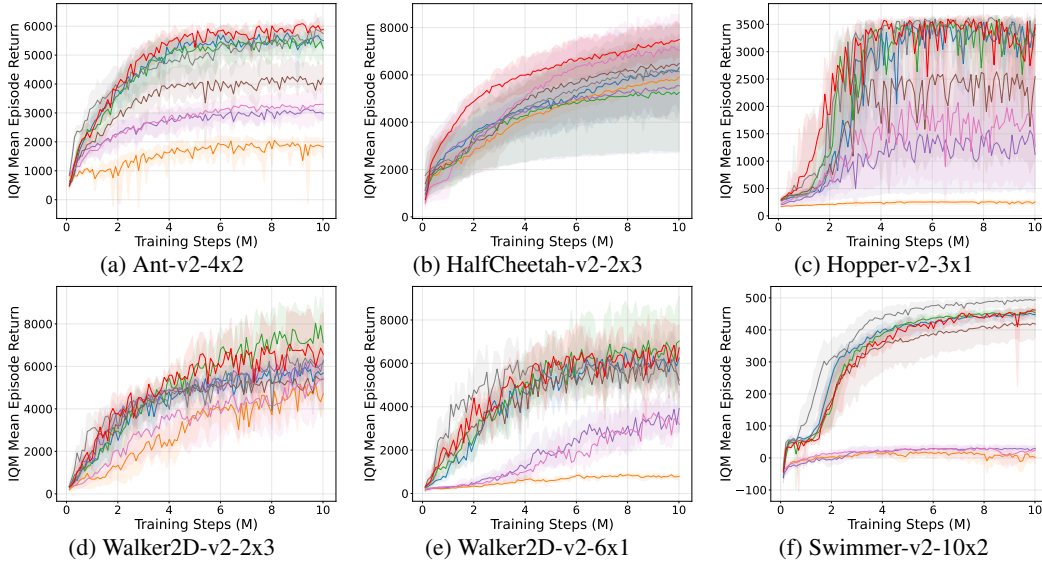 IQM Mean Episode Return
6000
5000
4000
3000
2000
1000
0
0 2 4 6 8 10
Training Steps (M)
(a) Ant-v2-4x2
IQM Mean Episode Return
8000
6000
4000
2000
0
0 2 4 6 8 10
Training Steps (M)
(b) HalfCheetah-v2-2x3
IQM Mean Episode Return
3500
3000
2500
2000
1500
1000
500
0
0 2 4 6 8 10
Training Steps (M)
(c) Hopper-v2-3x1
IQM Mean Episode Return
8000
6000
4000
2000
0
0 2 4 6 8 10
Training Steps (M)
(d) Walker2D-v2-2x3
IQM Mean Episode Return
8000
6000
4000
2000
0
0 2 4 6 8 10
Training Steps (M)
(e) Walker2D-v2-6x1
IQM Mean Episode Return
500
400
300
200
100
0
−100
0 2 4 6 8 10
Training Steps (M)
(f) Swimmer-v2-10x2